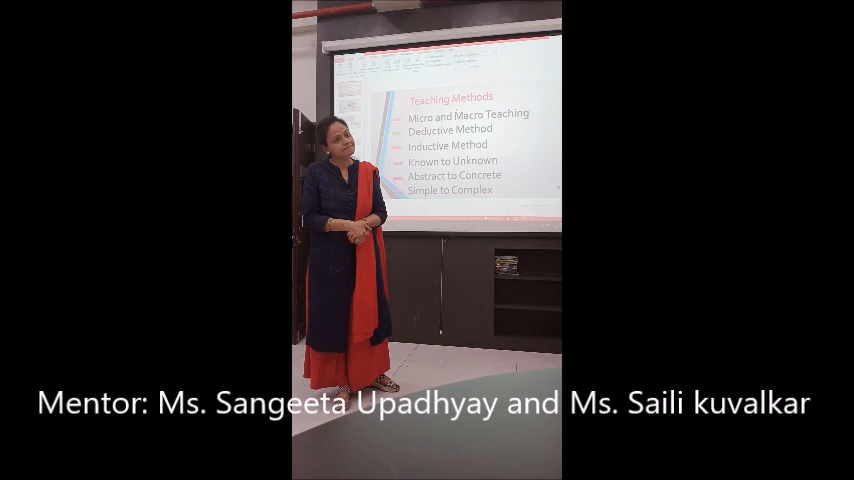 Teaching Methods
Micro and Macro Teaching
Deductive Method
Inductive Method
Known to Unknown
Abstract to Concrete
Simple to Complex
Mentor: Ms. Sangeeta Upadhyay and Ms. Saili kuvalkar